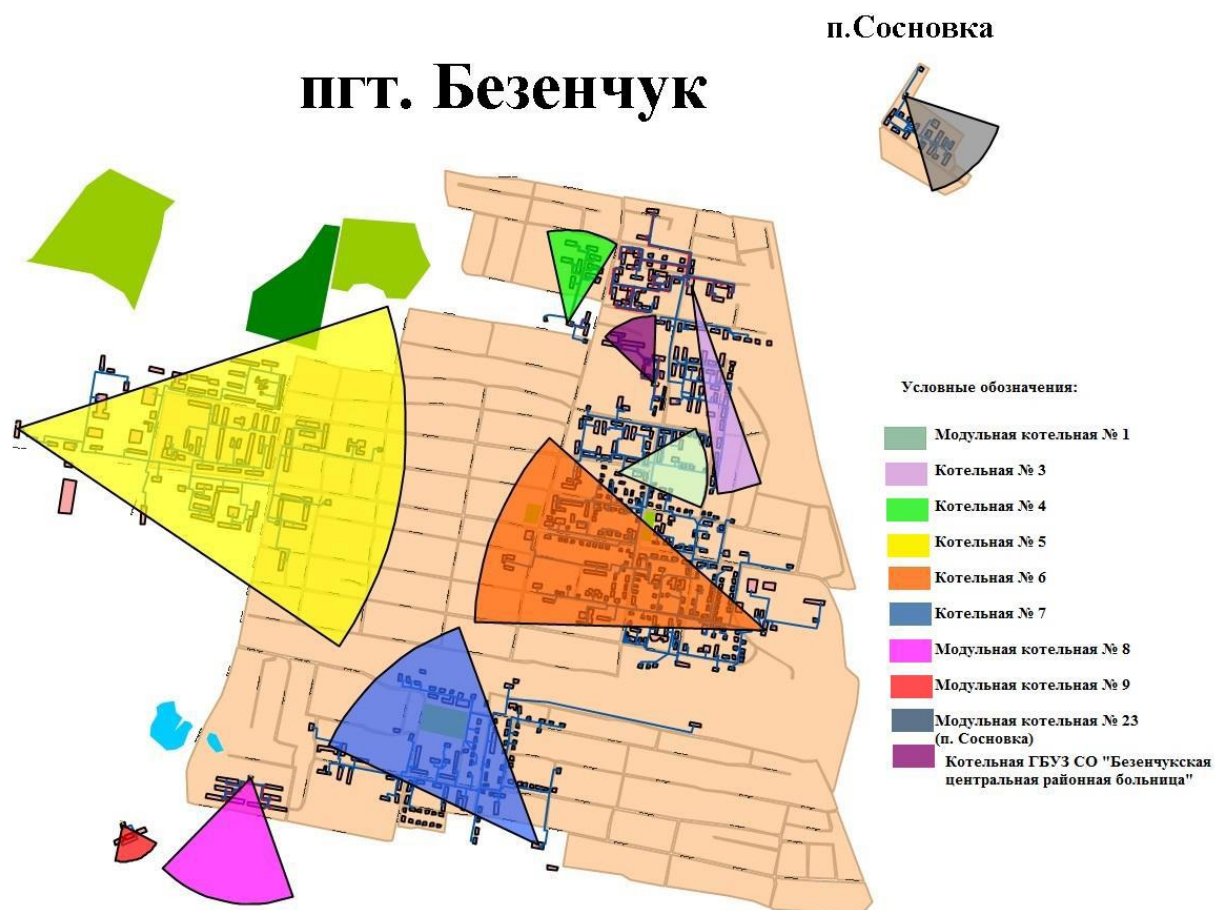 п.Сосновка
пгт. Безенчук
Условные обозначения:
Модульная котельная № 1
Котельная № 3
Котельная № 4
Котельная № 5
Котельная № 6
Котельная № 7
Модульная котельная № 8
Модульная котельная № 9
Модульная котельная № 23
(п. Сосновка)
Котельная ГБУЗ СО "Безенчукская
центральная районная больница"